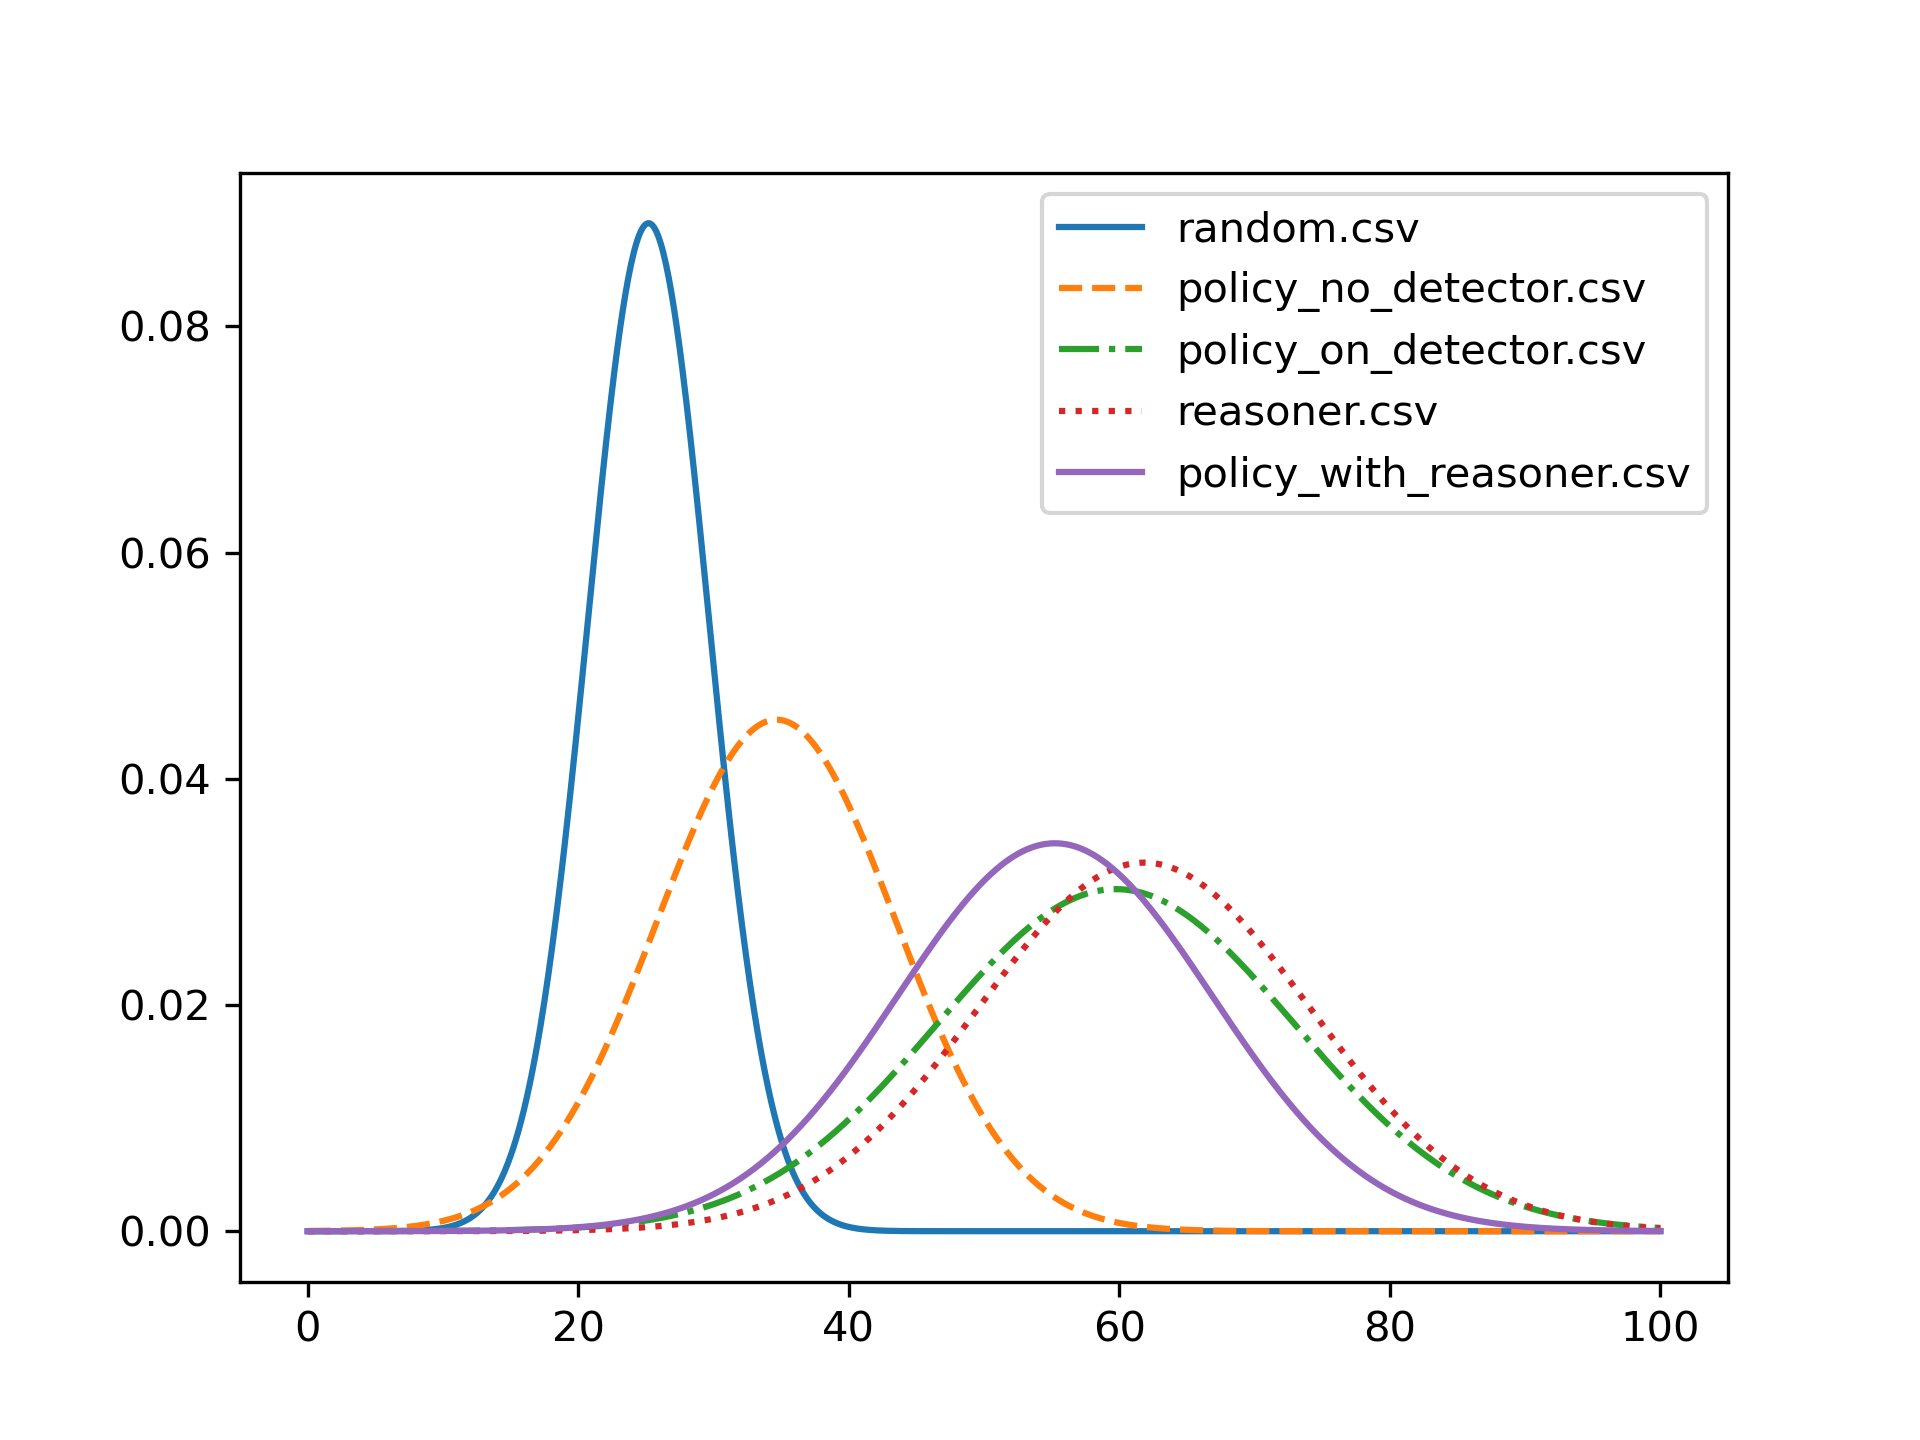 random.csv
policy_no_detector.csv
policy_on_detector.csv
reasoner.csv
policy_with_reasoner.csv
0.08
0.06
0.04
0.02
0.00
0 20 40 60 80 100